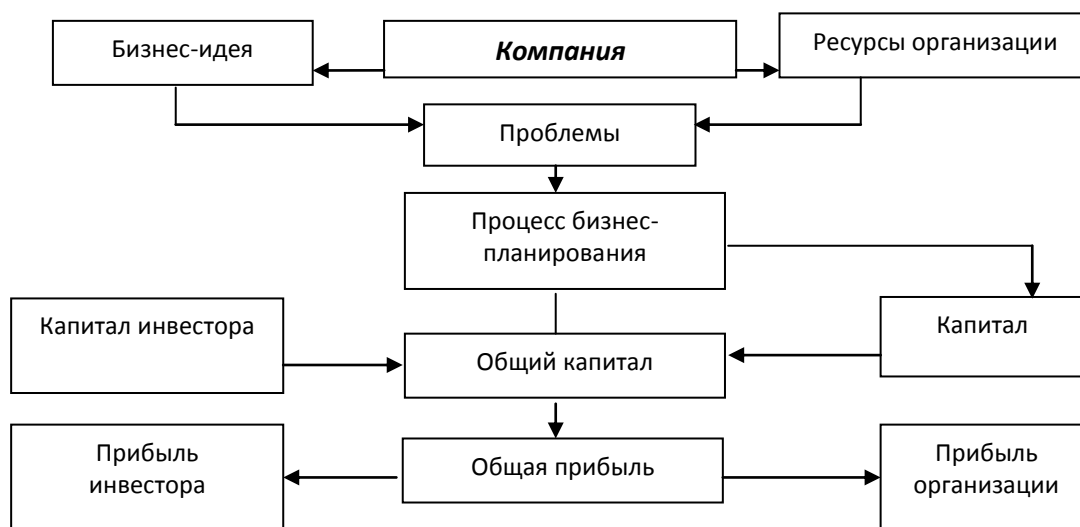 Бизнес-идея
Компания
Ресурсы организации
Проблемы
Процесс бизнес-
планирования
Капитал инвестора
Общий капитал
Капитал
Прибыль
инвестора
Общая прибыль
Прибыль
организации